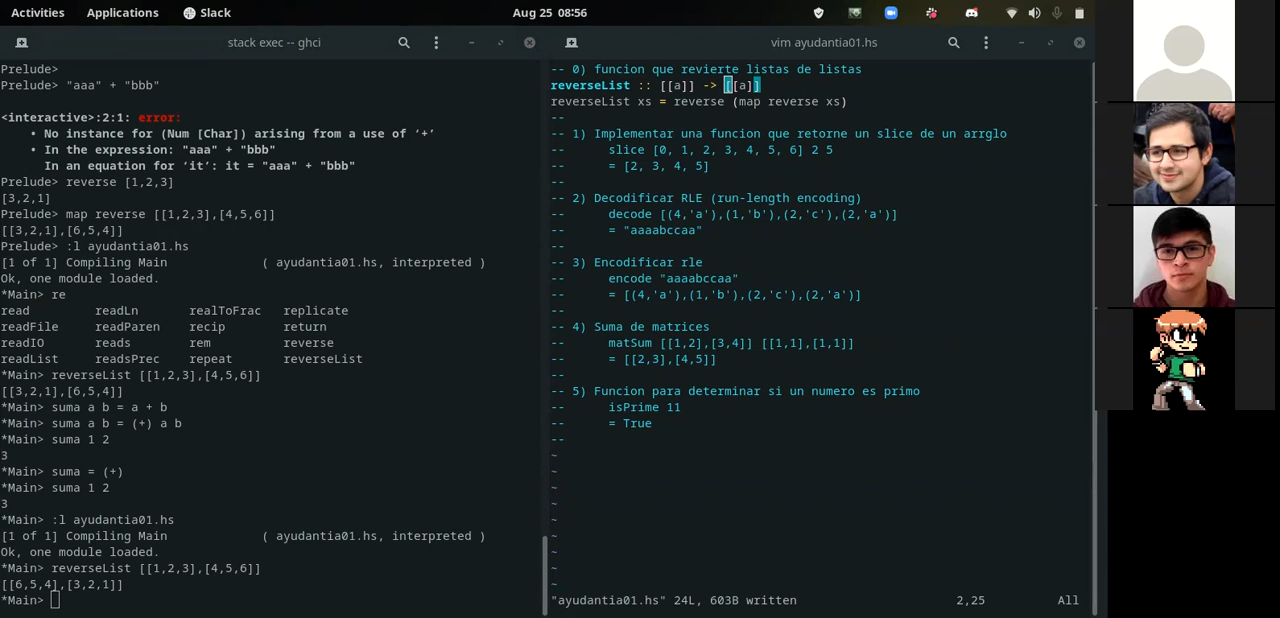 Activities Applications Slack Aug 25 08:56
stack exec -- ghci
Prelude>
Prelude> "aaa" + "bbb"
<interactive>:2:1: error:
• No instance for (Num [Char]) arising from a use of ‘+’
• In the expression: "aaa" + "bbb"
In an equation for ‘it’: it = "aaa" + "bbb"
Prelude> reverse [1,2,3]
[3,2,1]
Prelude> map reverse [[1,2,3],[4,5,6]]
[[3,2,1],[6,5,4]]
Prelude> :l ayudantia01.hs
[1 of 1] Compiling Main ( ayudantia01.hs, interpreted )
Ok, one module loaded.
*Main> re
read readLn realToFrac replicate
readFile readParen recip return
readIO reads rem reverse
readList readsPrec repeat reverseList
*Main> reverseList [[1,2,3],[4,5,6]]
[[3,2,1],[6,5,4]]
*Main> suma a b = a + b
*Main> suma a b = (+) a b
*Main> suma 1 2
3
*Main> suma = (+)
*Main> suma 1 2
3
*Main> :l ayudantia01.hs
[1 of 1] Compiling Main ( ayudantia01.hs, interpreted )
Ok, one module loaded.
*Main> reverseList [[1,2,3],[4,5,6]]
[[6,5,4],[3,2,1]]
*Main>
vim ayudantia01.hs
-- 0) funcion que revierte listas de listas
reverseList :: [[a]] -> [[a]]
reverseList xs = reverse (map reverse xs)
--
-- 1) Implementar una funcion que retorne un slice de un arrglo
-- slice [0, 1, 2, 3, 4, 5, 6] 2 5
-- = [2, 3, 4, 5]
--
-- 2) Decodificar RLE (run-length encoding)
-- decode [(4,'a'),(1,'b'),(2,'c'),(2,'a')]
-- = "aaaabccaa"
--
-- 3) Encodificar rle
-- encode "aaaabccaa"
-- = [(4,'a'),(1,'b'),(2,'c'),(2,'a')]
--
-- 4) Suma de matrices
-- matSum [[1,2],[3,4]] [[1,1],[1,1]]
-- = [[2,3],[4,5]]
--
-- 5) Funcion para determinar si un numero es primo
-- isPrime 11
-- = True
--
~
~
~
~
~
~
~
~
~
"ayudantia01.hs" 24L, 603B written 2,25 All